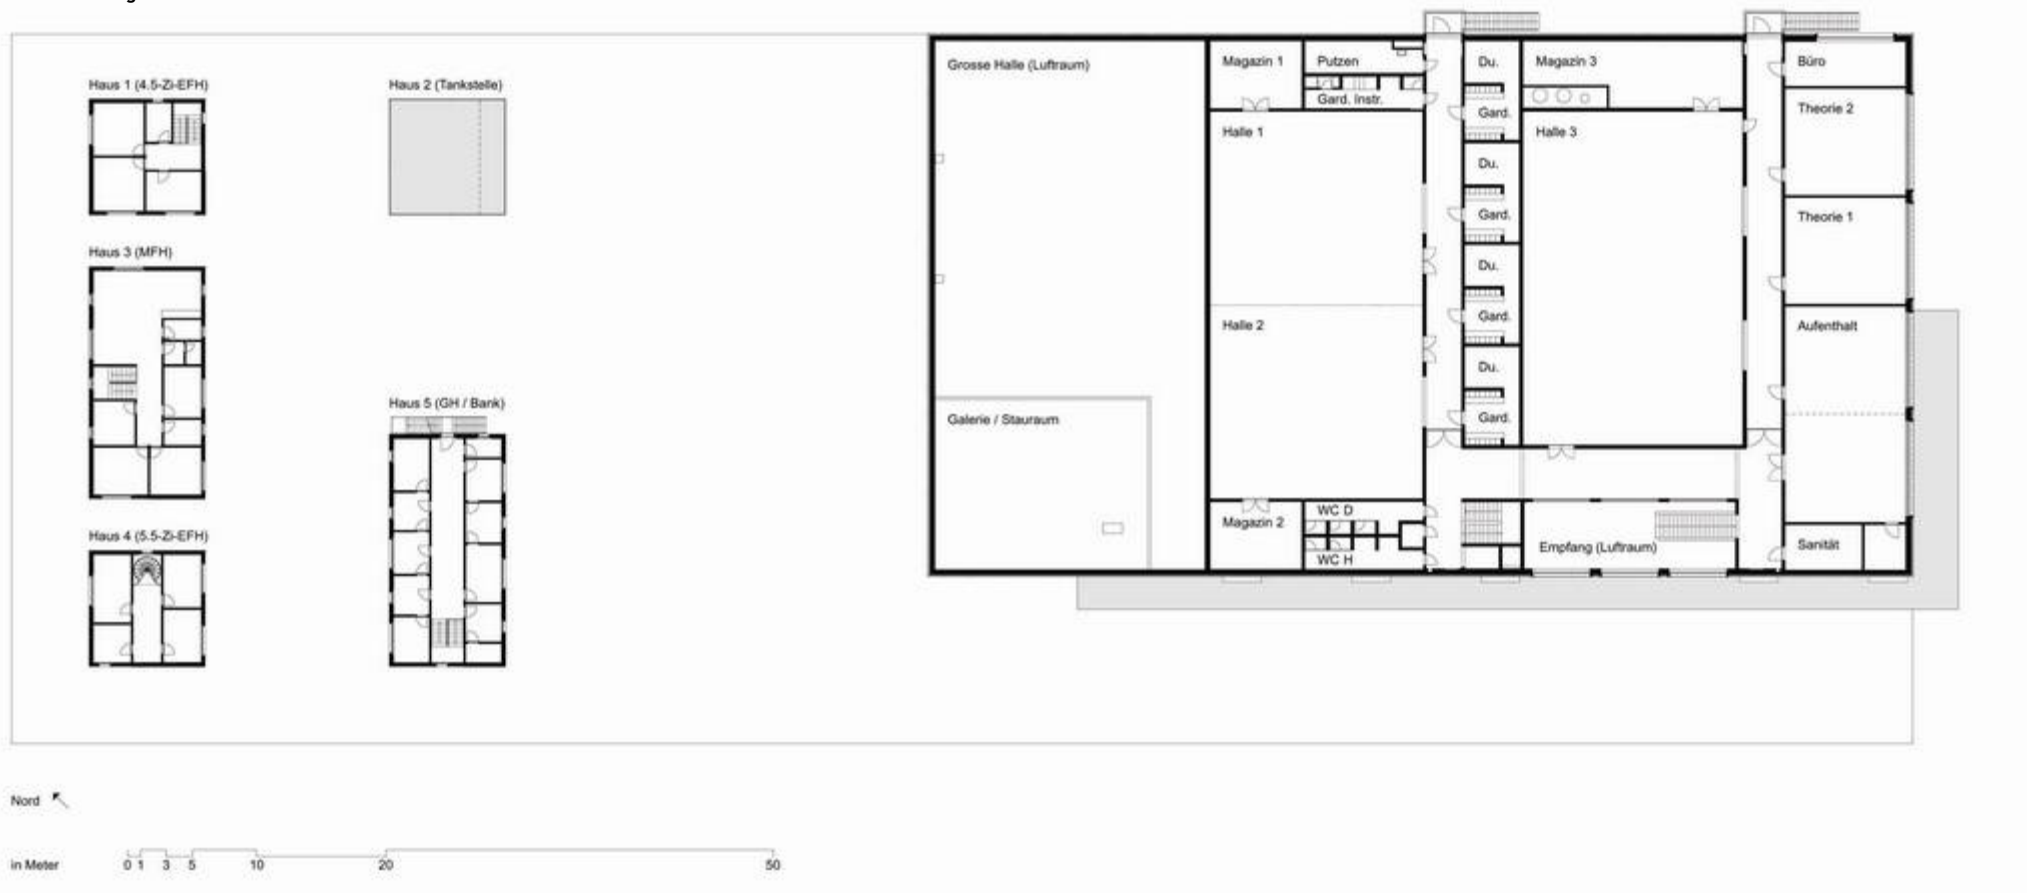 Haus 1 (4.5-Zi-EFH)
Haus 2 (Tankstelle)
Haus 3 (MFH)
Haus 5 (GH / Bank)
Haus 4 (5.5-Zi-EFH)
Grosse Halle (Luftraum)
Galerie / Stauraum
Magazin 1
Putzen
Gard. Instr.
Halle 1
Halle 2
Magazin 2
WC D
WC H
Du.
Gard.
Du.
Gard.
Du.
Gard.
Du.
Gard.
Magazin 3
Halle 3
Empfang (Luftraum)
Büro
Theorie 2
Theorie 1
Aufenthalt
Sanität
Nord
in Meter 0 1 3 5 10 20 50